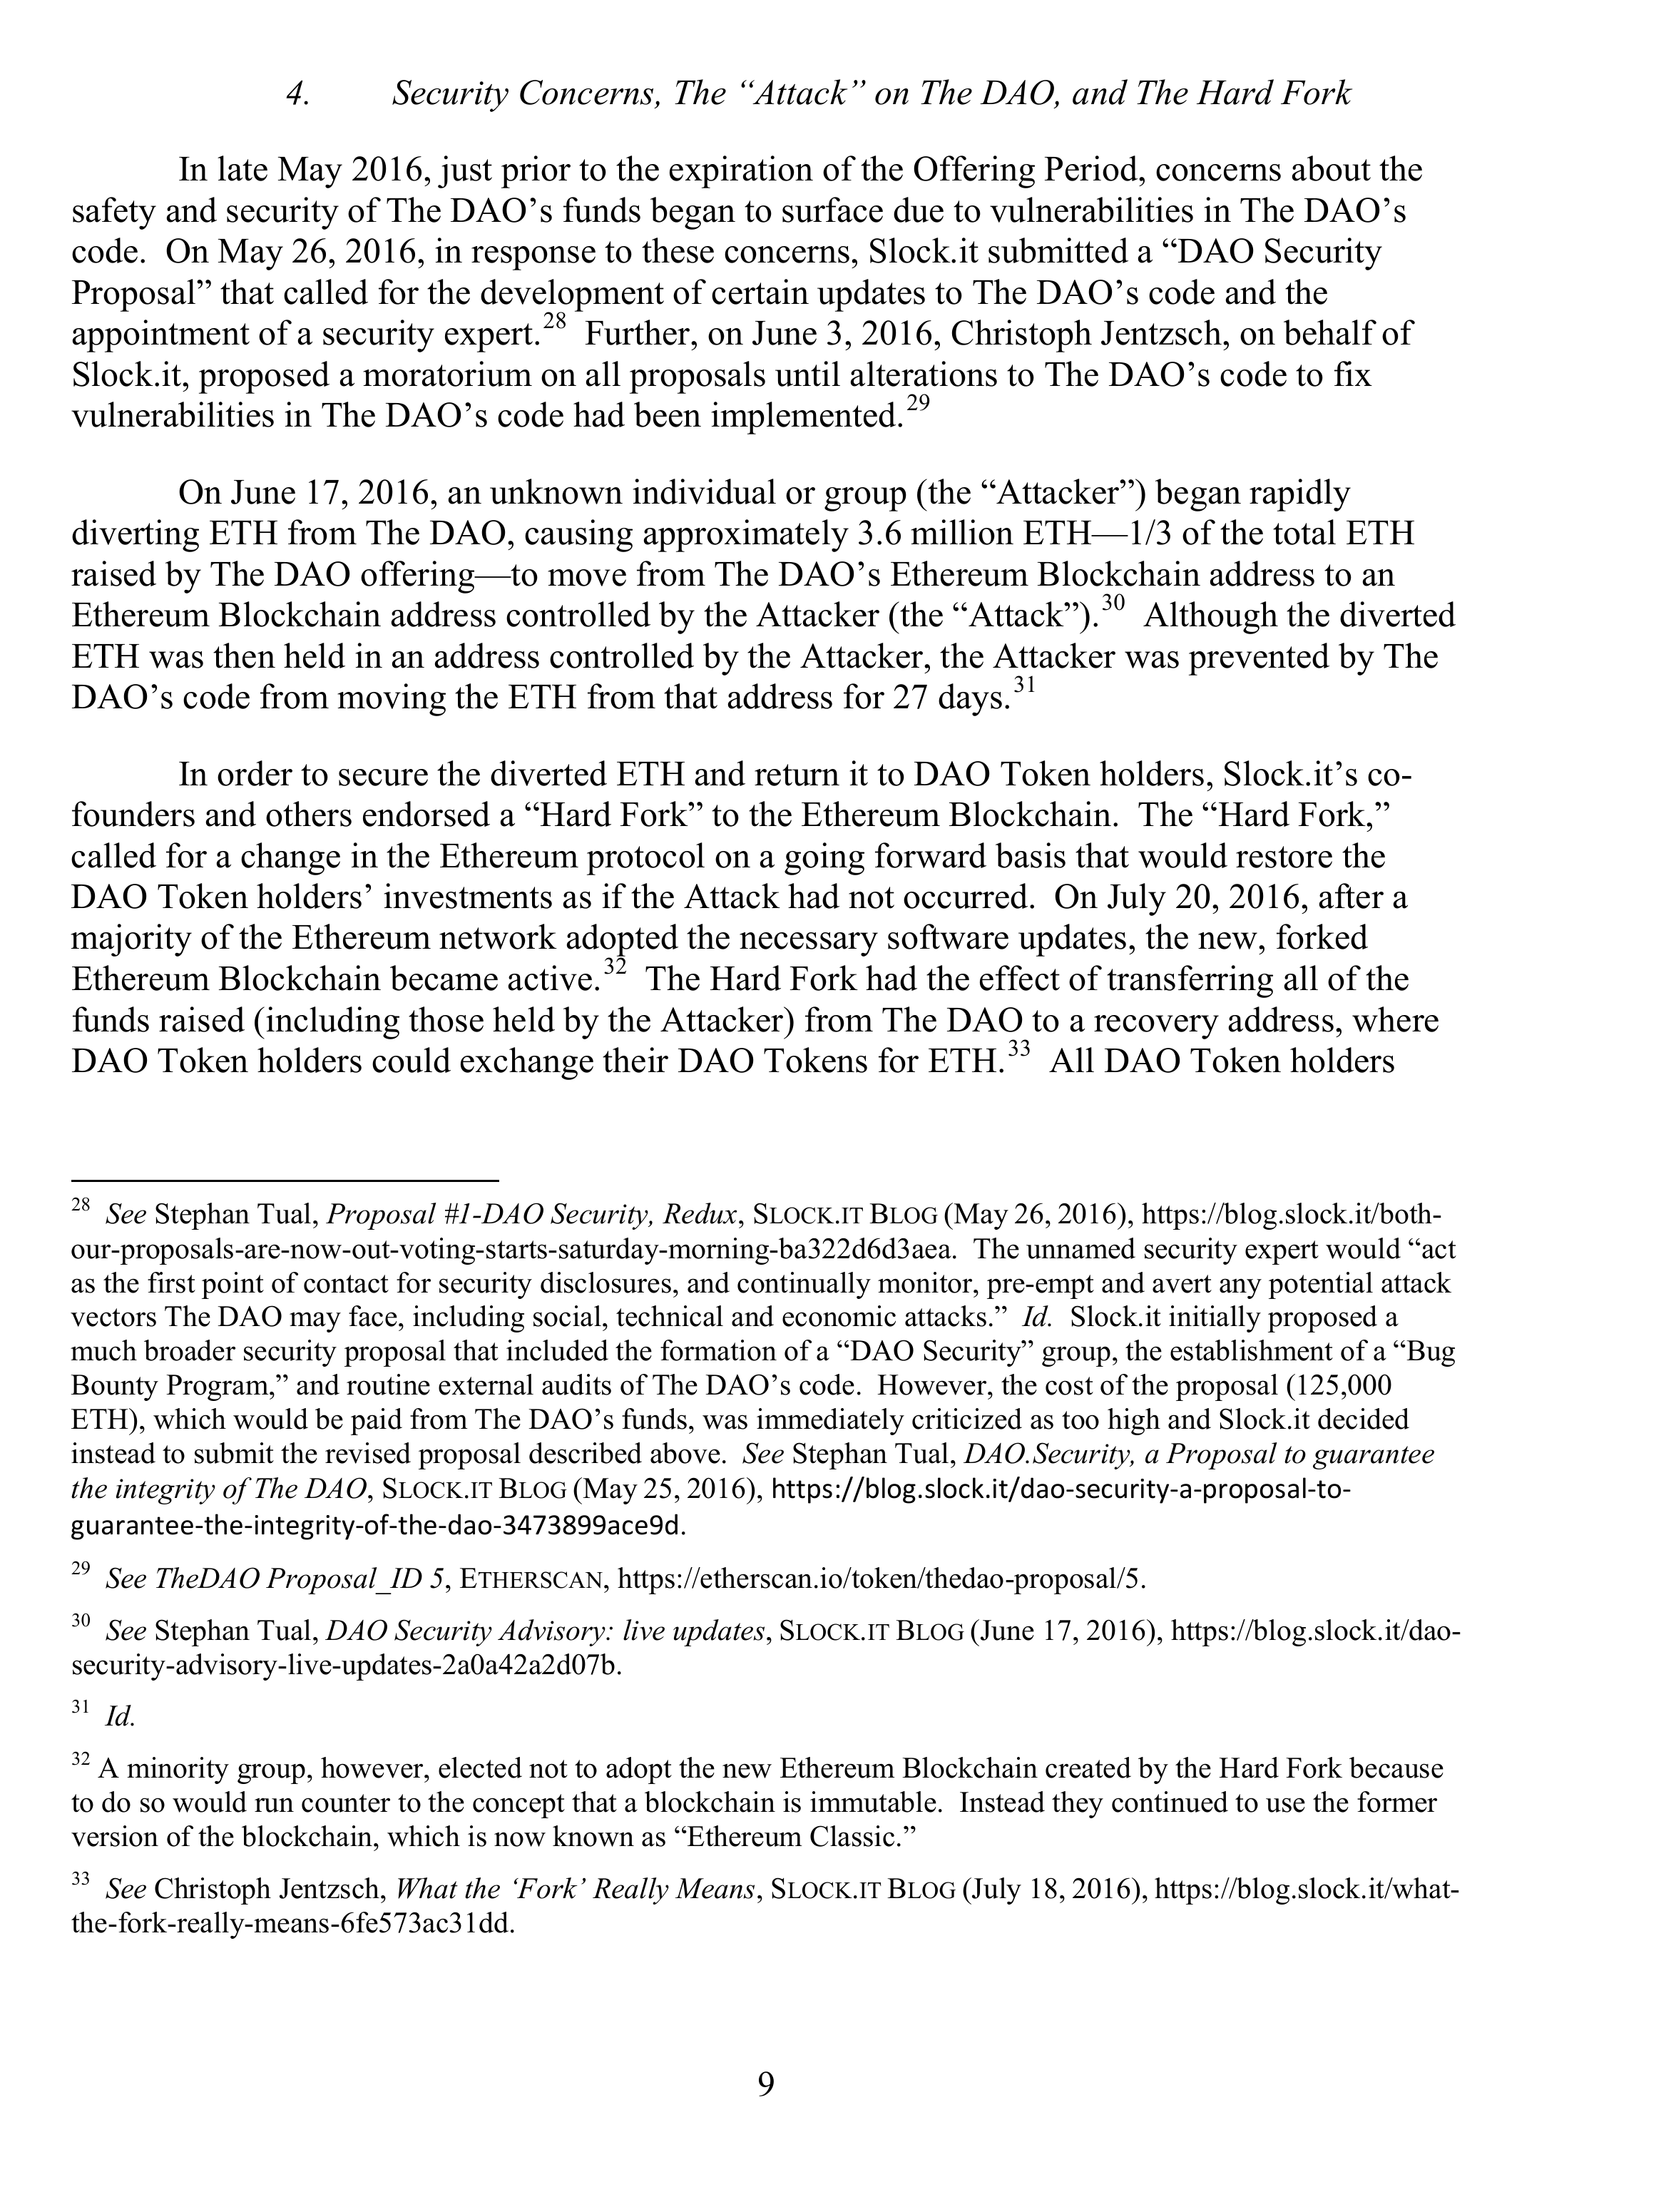 4. Security Concerns, The “Attack” on The DAO, and The Hard Fork
In late May 2016, just prior to the expiration of the Offering Period, concerns about the
safety and security of The DAO’s funds began to surface due to vulnerabilities in The DAO’s
code.  On May 26, 2016, in response to these concerns, Slock.it submitted a “DAO Security
Proposal” that called for the development of certain updates to The DAO’s code and the
appointment of a security expert.28  Further, on June 3, 2016, Christoph Jentzsch, on behalf of
Slock.it, proposed a moratorium on all proposals until alterations to The DAO’s code to fix
vulnerabilities in The DAO’s code had been implemented.29
On June 17, 2016, an unknown individual or group (the “Attacker”) began rapidly
diverting ETH from The DAO, causing approximately 3.6 million ETH—1/3 of the total ETH
raised by The DAO offering—to move from The DAO’s Ethereum Blockchain address to an
Ethereum Blockchain address controlled by the Attacker (the “Attack”).30  Although the diverted
ETH was then held in an address controlled by the Attacker, the Attacker was prevented by The
DAO’s code from moving the ETH from that address for 27 days.31
In order to secure the diverted ETH and return it to DAO Token holders, Slock.it’s co-
founders and others endorsed a “Hard Fork” to the Ethereum Blockchain.  The “Hard Fork,”
called for a change in the Ethereum protocol on a going forward basis that would restore the
DAO Token holders’ investments as if the Attack had not occurred.  On July 20, 2016, after a
majority of the Ethereum network adopted the necessary software updates, the new, forked
Ethereum Blockchain became active.32  The Hard Fork had the effect of transferring all of the
funds raised (including those held by the Attacker) from The DAO to a recovery address, where
DAO Token holders could exchange their DAO Tokens for ETH.33  All DAO Token holders
28 See Stephan Tual, Proposal #1-DAO Security, Redux, SLOCK.IT BLOG (May 26, 2016), https://blog.slock.it/both-
our-proposals-are-now-out-voting-starts-saturday-morning-ba322d6d3aea.  The unnamed security expert would “act
as the first point of contact for security disclosures, and continually monitor, pre-empt and avert any potential attack
vectors The DAO may face, including social, technical and economic attacks.”  Id.  Slock.it initially proposed a
much broader security proposal that included the formation of a “DAO Security” group, the establishment of a “Bug
Bounty Program,” and routine external audits of The DAO’s code.  However, the cost of the proposal (125,000
ETH), which would be paid from The DAO’s funds, was immediately criticized as too high and Slock.it decided
instead to submit the revised proposal described above.  See Stephan Tual, DAO.Security, a Proposal to guarantee
the integrity of The DAO, SLOCK.IT BLOG (May 25, 2016), https://blog.slock.it/dao-security-a-proposal-to-
guarantee-the-integrity-of-the-dao-3473899ace9d.
29 See TheDAO Proposal_ID 5, ETHERSCAN, https://etherscan.io/token/thedao-proposal/5.
30 See Stephan Tual, DAO Security Advisory: live updates, SLOCK.IT BLOG (June 17, 2016), https://blog.slock.it/dao-
security-advisory-live-updates-2a0a42a2d07b.
31 Id.
32 A minority group, however, elected not to adopt the new Ethereum Blockchain created by the Hard Fork because
to do so would run counter to the concept that a blockchain is immutable.  Instead they continued to use the former
version of the blockchain, which is now known as “Ethereum Classic.”
33 See Christoph Jentzsch, What the ‘Fork’ Really Means, SLOCK.IT BLOG (July 18, 2016), https://blog.slock.it/what-
the-fork-really-means-6fe573ac31dd.
9